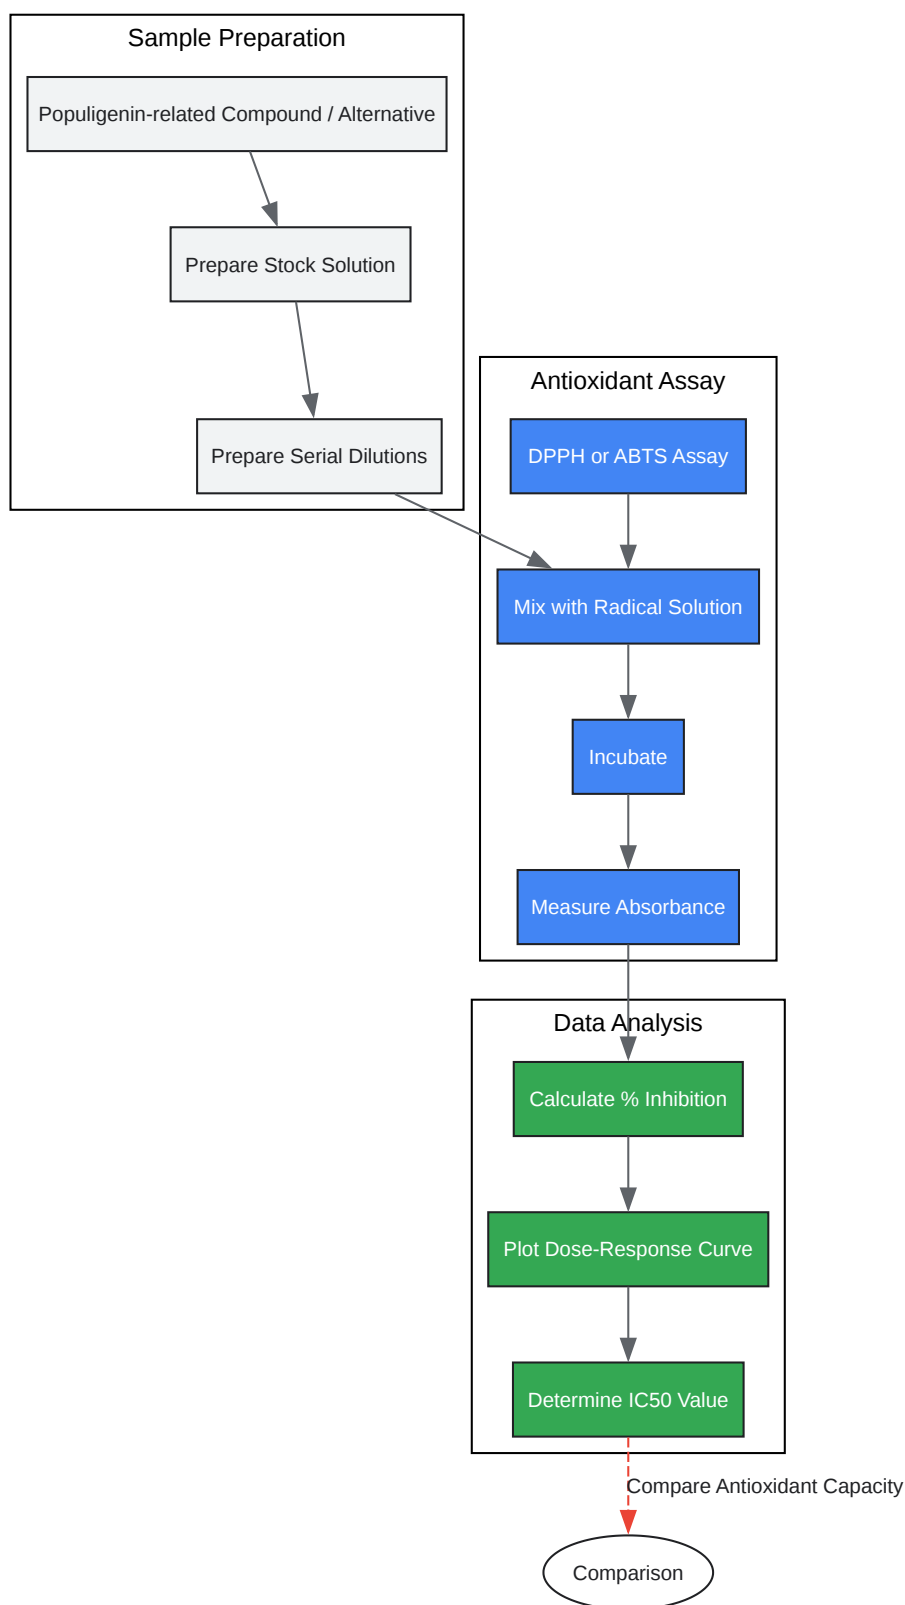 Sample Preparation
Populigenin-related Compound / Alternative
Prepare Stock Solution
Prepare Serial Dilutions
Antioxidant Assay
DPPH or ABTS Assay
Mix with Radical Solution
Incubate
Measure Absorbance
Data Analysis
Calculate % Inhibition
Plot Dose-Response Curve
Determine IC50 Value
Compare Antioxidant Capacity
Comparison